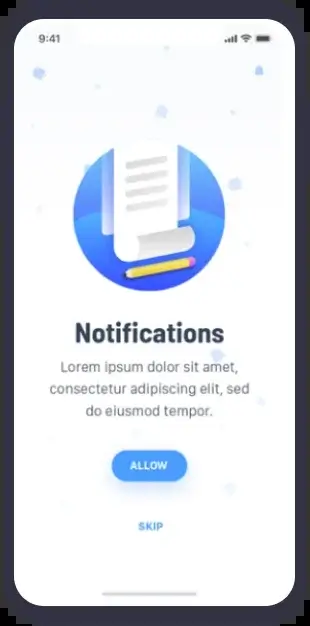 9:41
Notifications
Lorem ipsum dolor sit amet,
consectetur adipiscing elit, sed
do eiusmod tempor.
ALLOW
SKIP